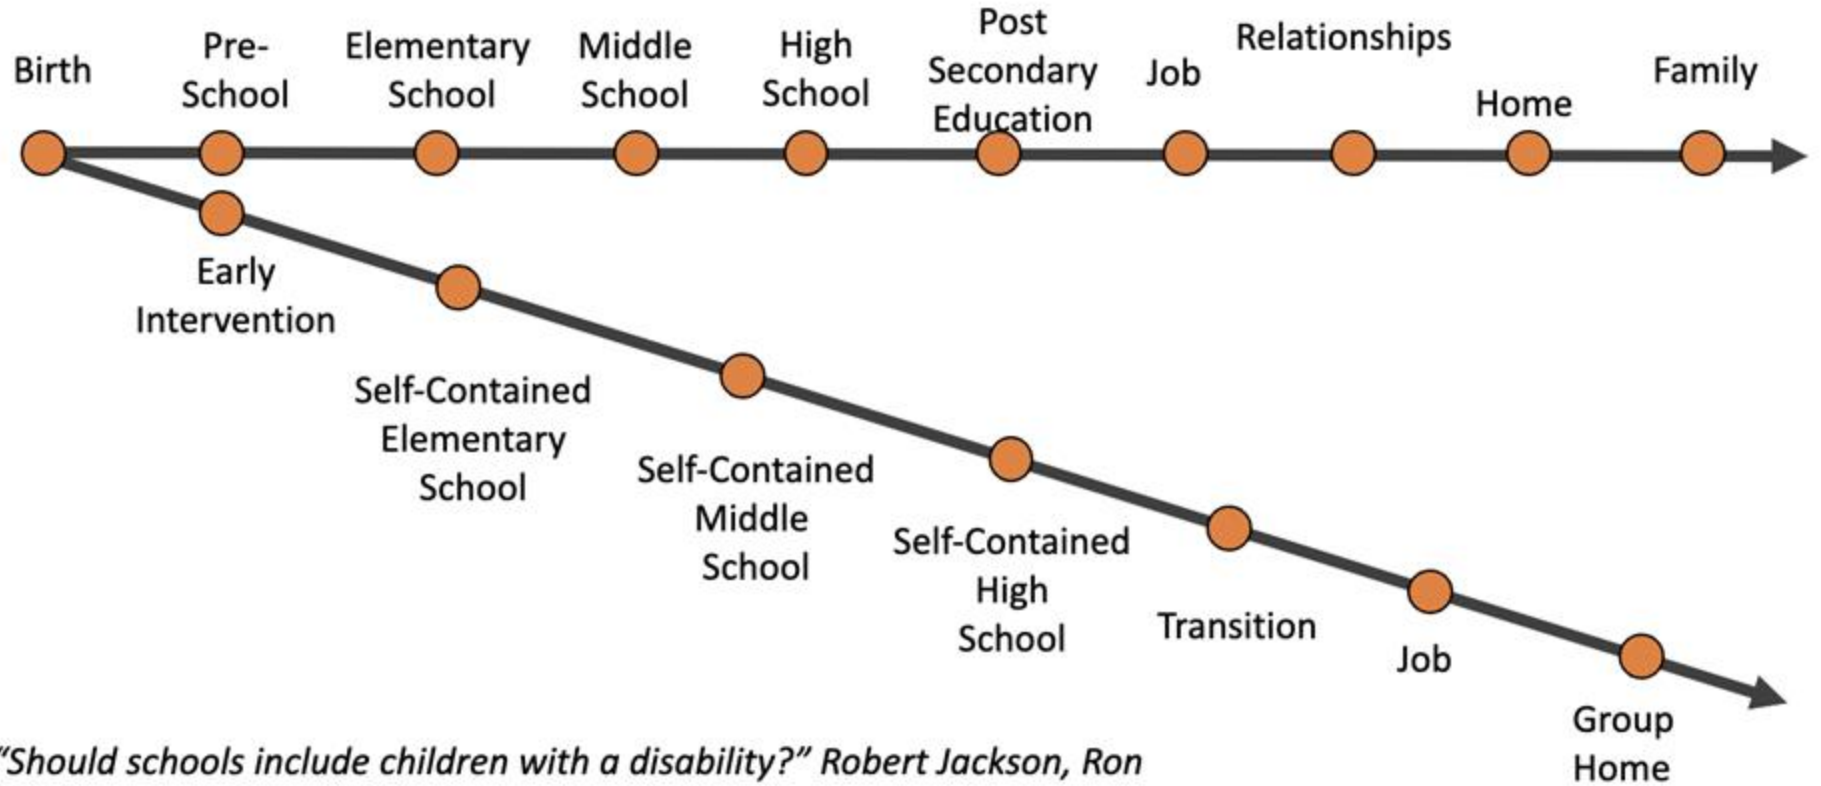 Birth
Pre-
School
Elementary
School
Middle
School
High
School
Post
Secondary
Education
Job
Relationships
Home
Family
Early
Intervention
Self-Contained
Elementary
School
Self-Contained
Middle
School
Self-Contained
High
School
Transition
Job
Group
Home
“Should schools include children with a disability?” Robert Jackson, Ron